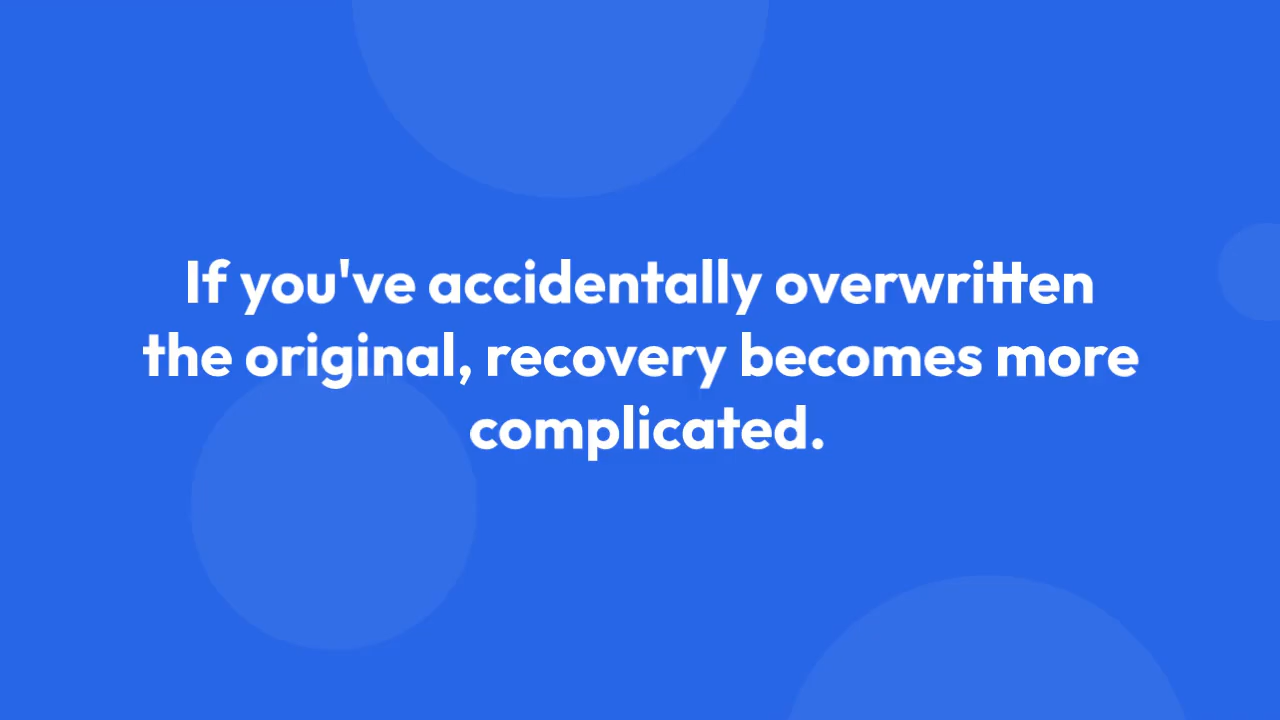 If you've accidentally overwritten
the original, recovery becomes more
complicated.